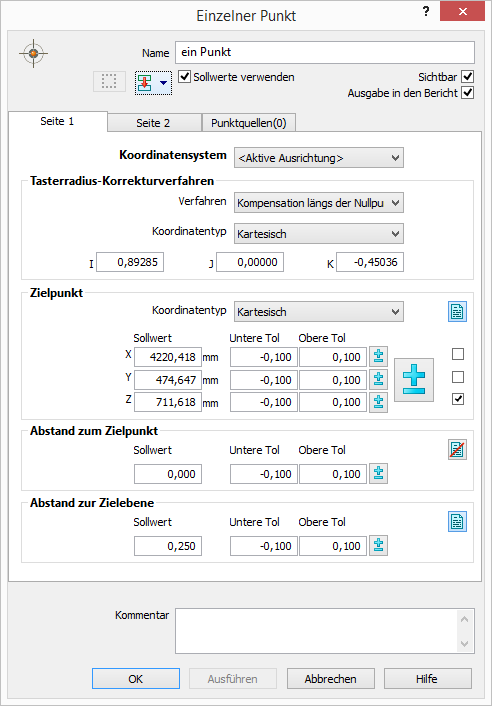 Einzelner Punkt ? ×
Name ein Punkt
Sollwerte verwenden Sichtbar
Ausgabe in den Bericht
Seite 1 Seite 2 Punktquellen(0)
Koordinatensystem <Aktive Ausrichtung>
Tasterradius-Korrekturverfahren
Verfahren Kompensation längs der Nullpu
Koordinatentyp Kartesisch
I 0,89285 J 0,00000 K -0,45036
Zielpunkt
Koordinatentyp Kartesisch
Sollwert Untere Tol Obere Tol
X 4220,418 mm -0,100 0,100
Y 474,647 mm -0,100 0,100
Z 711,618 mm -0,100 0,100
Abstand zum Zielpunkt
Sollwert Untere Tol Obere Tol
0,000 -0,100 0,100
Abstand zur Zielebene
Sollwert Untere Tol Obere Tol
0,250 -0,100 0,100
Kommentar
OK Ausführen Abbrechen Hilfe